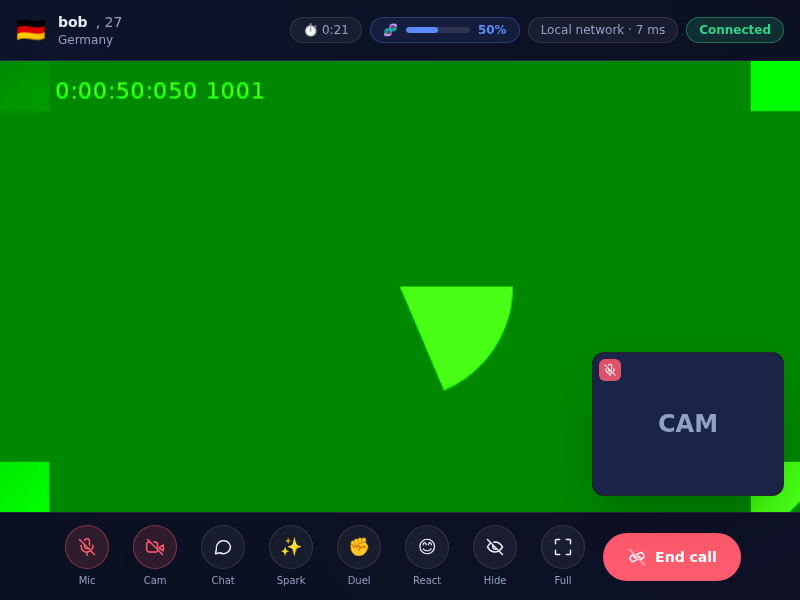 bob , 27
Germany
0:21
50%
Local network · 7 ms
Connected
0:00:50:050 1001
CAM
Mic
Cam
Chat
Spark
Duel
React
Hide
Full
End call